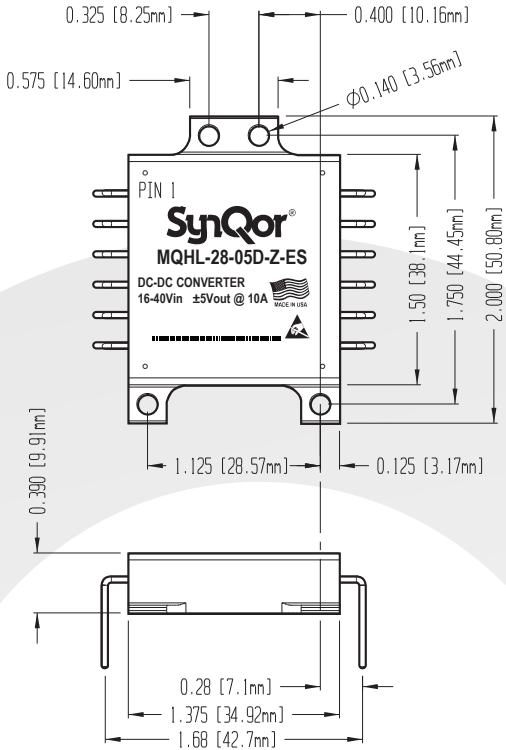 0.325 [8.25mm]
0.400 [10.16mm]
0.575 [14.60mm]
Ø0.140 [3.56mm]
PIN 1
SynQor®
MQHL-28-05D-Z-ES
DC-DC CONVERTER
16-40Vin ±5Vout @ 10A
MADE IN USA
1.50 [38.1mm]
1.750 [44.45mm]
2.000 [50.80mm]
1.125 [28.57mm]
0.125 [3.17mm]
0.390 [9.91mm]
0.28 [7.1mm]
1.375 [34.92mm]
1.68 [42.7mm]